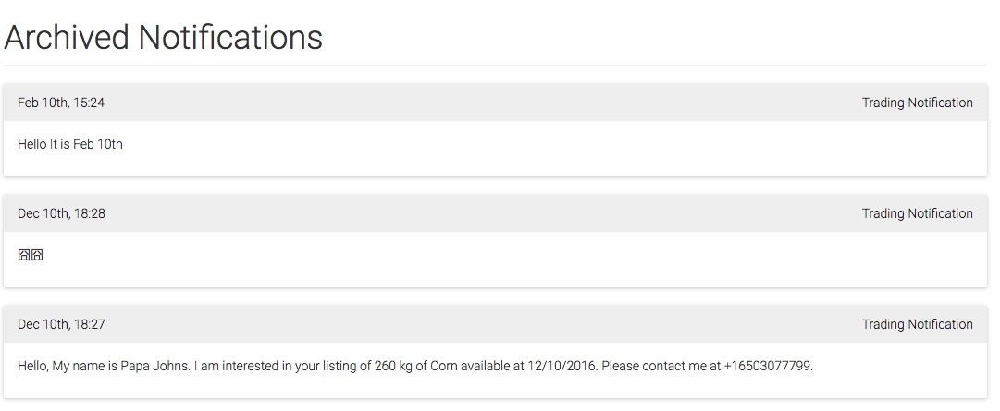 Archived Notifications
Feb 10th, 15:24 Trading Notification
Hello It is Feb 10th
Dec 10th, 18:28 Trading Notification
囧囧
Dec 10th, 18:27 Trading Notification
Hello, My name is Papa Johns. I am interested in your listing of 260 kg of Corn available at 12/10/2016. Please contact me at +16503077799.